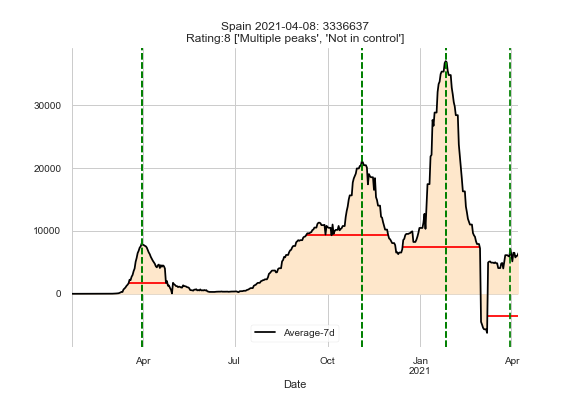 Spain 2021-04-08: 3336637
Rating:8 ['Multiple peaks', 'Not in control']
30000
20000
10000
0
Average-7d
Apr
Jul
Oct
Jan
2021
Apr
Date